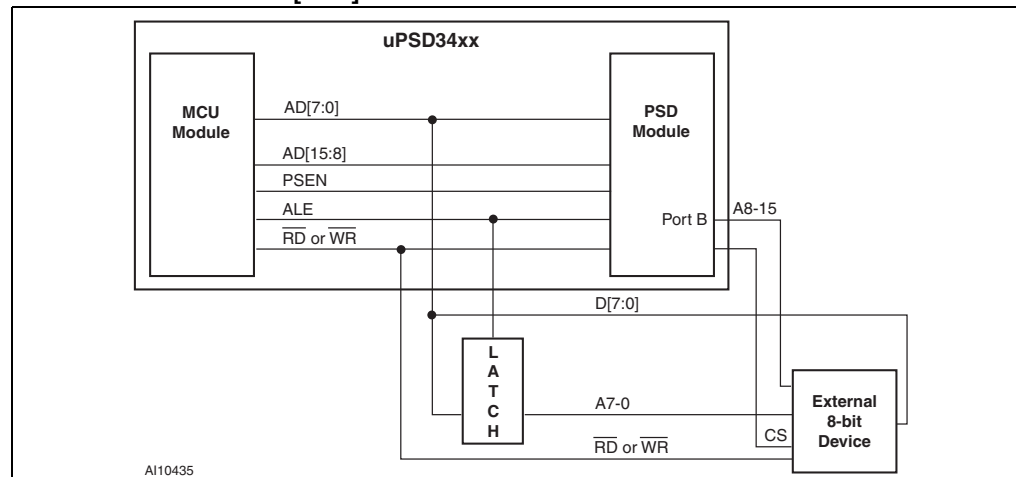 uPSD34xx
MCU
Module
PSD
Module
AD[7:0]
AD[15:8]
PSEN
ALE
RD or WR
Port B
A8-15
D[7:0]
L
A
T
C
H
A7-0
CS
RD or WR
External
8-bit
Device
AI10435